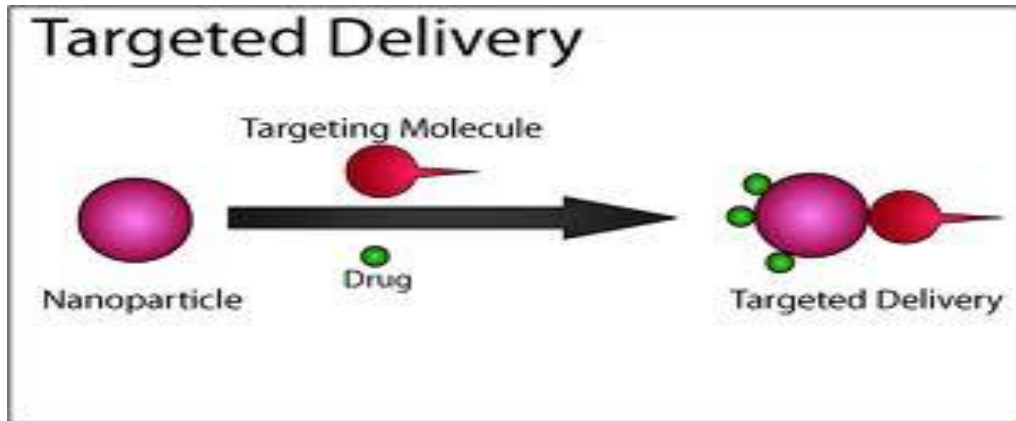 Targeted Delivery
Targeting Molecule
Drug
Nanoparticle
Targeted Delivery